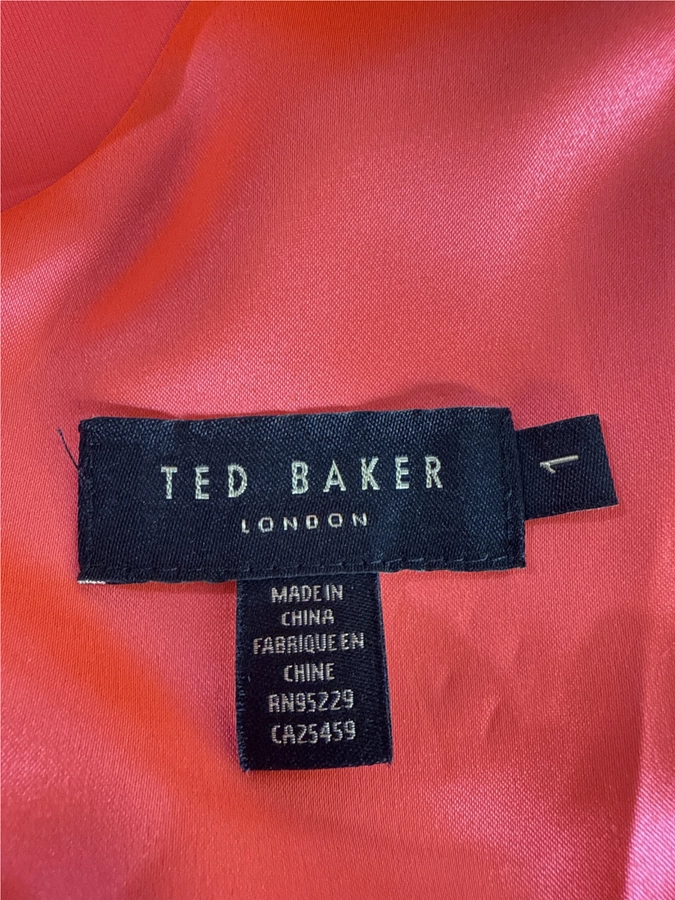 TED BAKER
LONDON
1
MADE IN
CHINA
FABRIQUE EN
CHINE
RN95229
CA25459